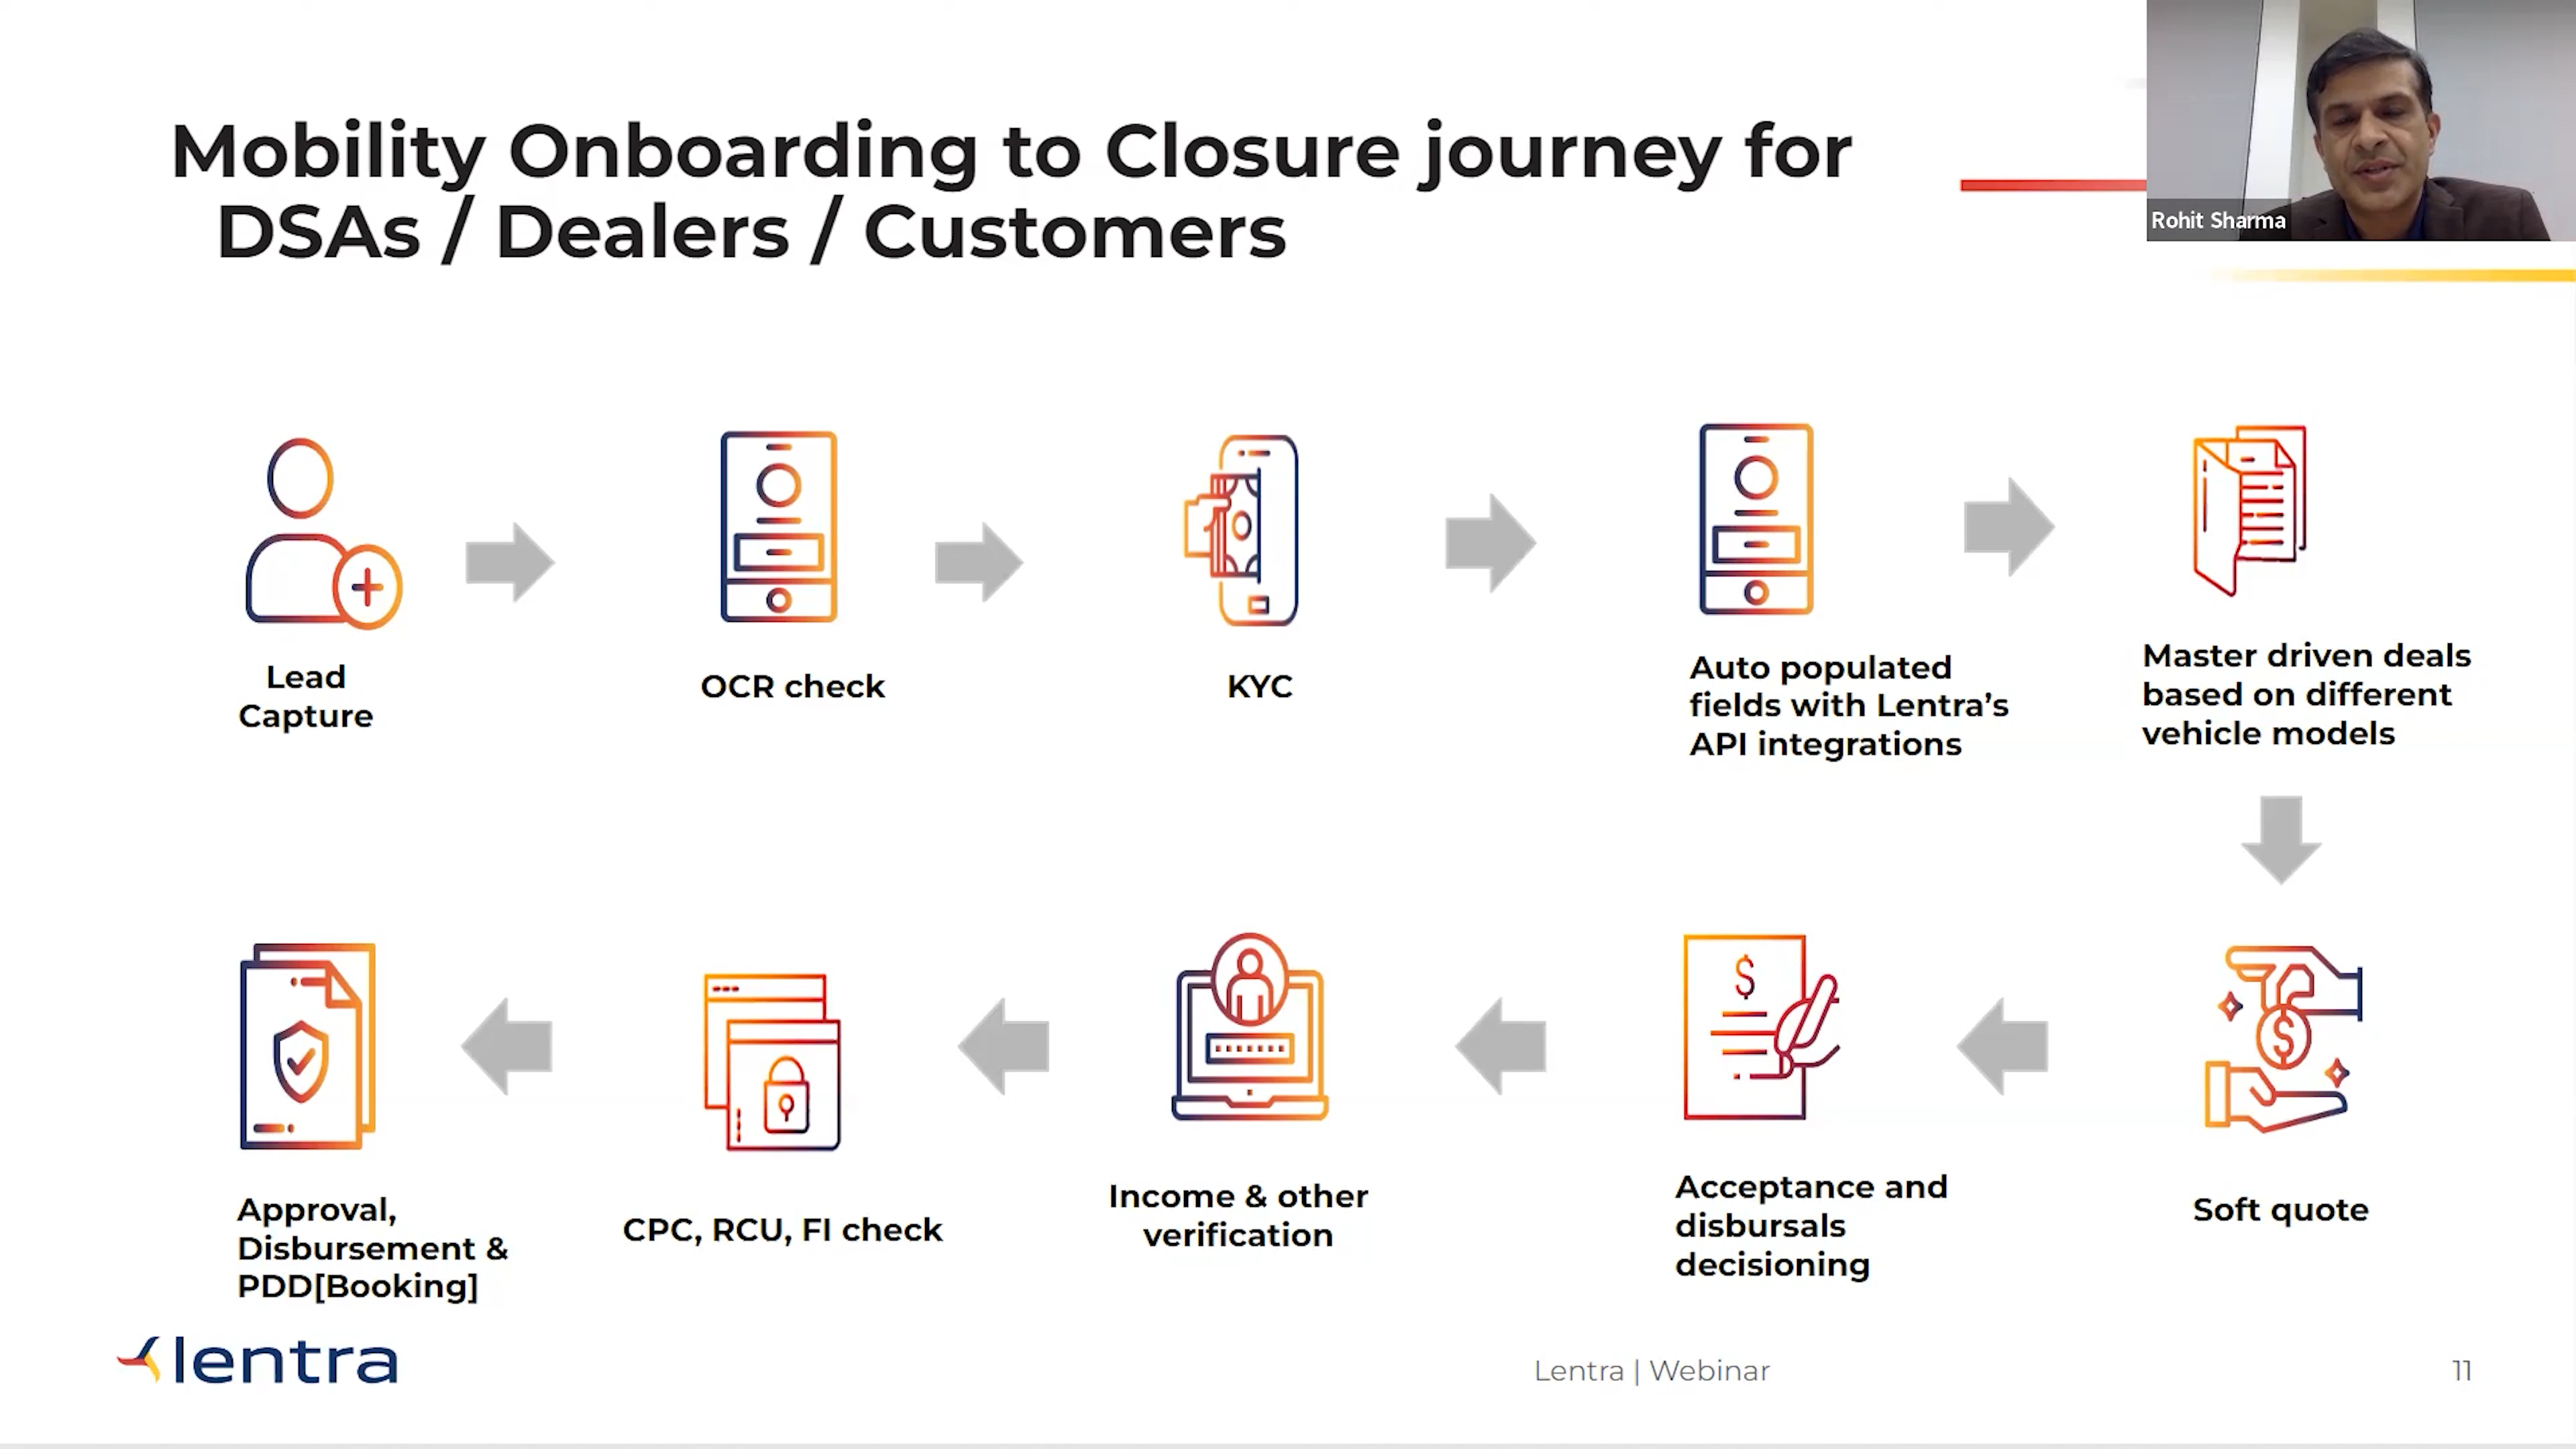 Mobility Onboarding to Closure journey for
DSAs / Dealers / Customers
Rohit Sharma
Lead
Capture
OCR check
KYC
Auto populated
fields with Lentra’s
API integrations
Master driven deals
based on different
vehicle models
Approval,
Disbursement &
PDD[Booking]
CPC, RCU, FI check
Income & other
verification
Acceptance and
disbursals
decisioning
Soft quote
lentra
Lentra | Webinar
11